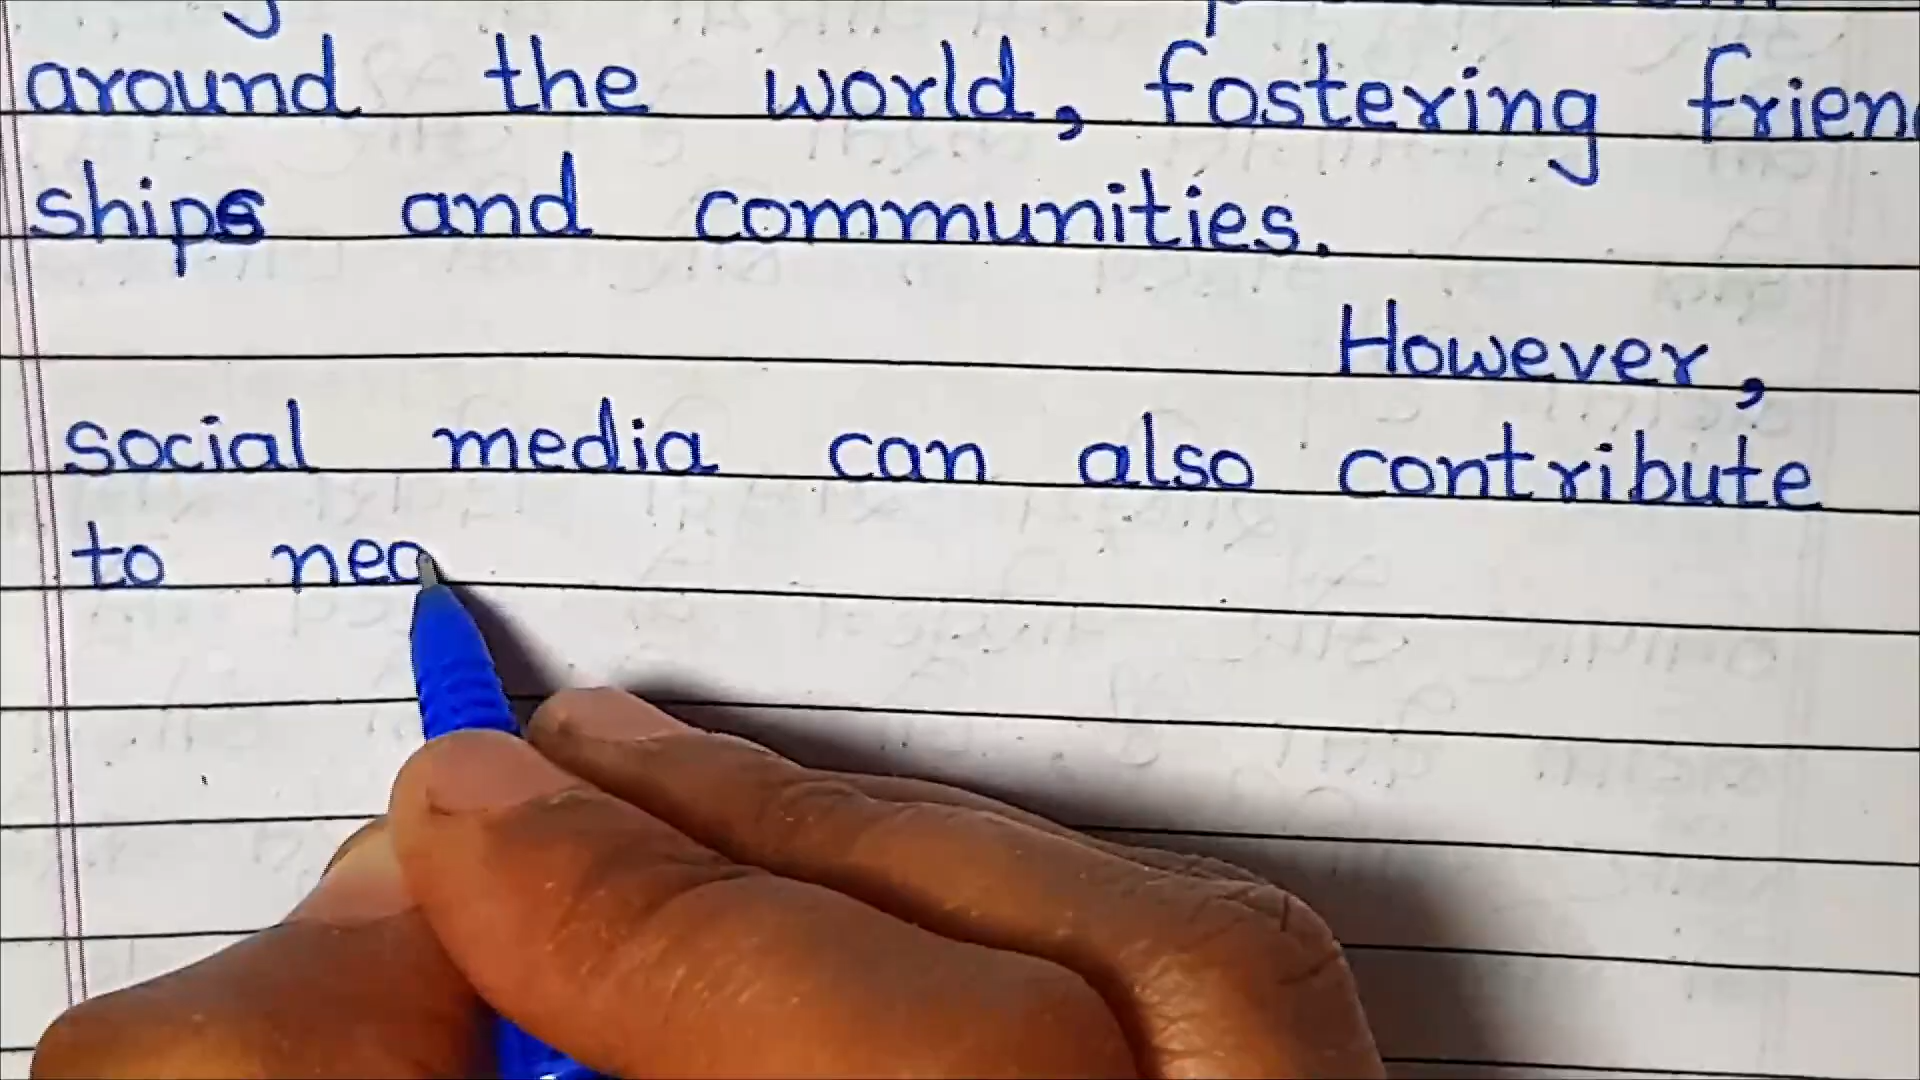 around the world, fostering frien
ships and communities.
However,
social media can also contribute
to neg